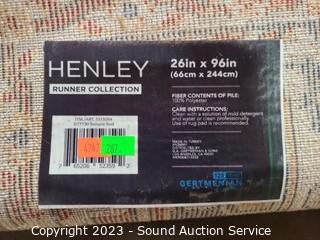 HENLEY
RUNNER COLLECTION
26in x 96in
(66cm x 244cm)
FIBER CONTENTS OF PILE:
100% Polyester
CARE INSTRUCTIONS:
Clean with a solution of mild detergent
and water or clean professionally.
Use of rug pad is recommended.
MADE IN TURKEY
4747 287
GERTMENIAN
Copyright 2023 - Sound Auction Service